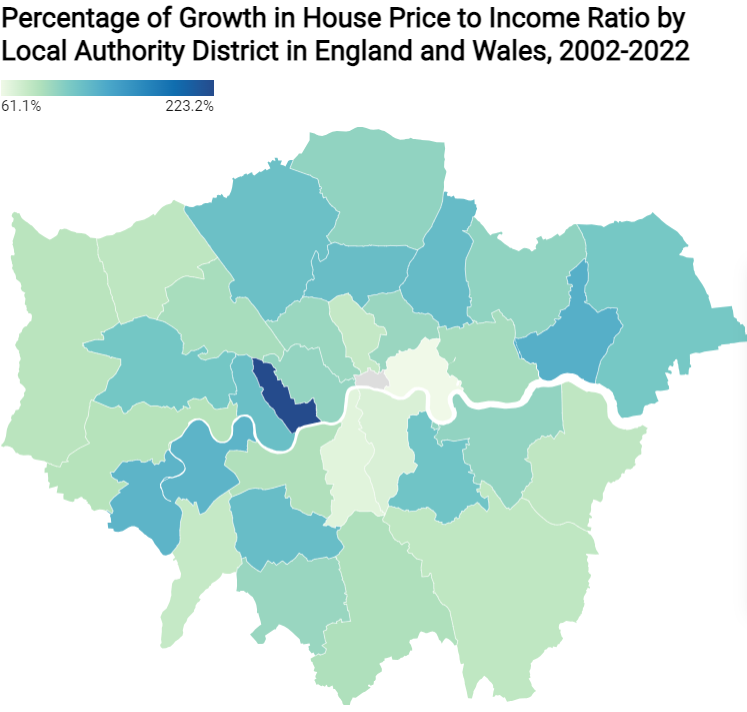 Percentage of Growth in House Price to Income Ratio by
Local Authority District in England and Wales, 2002-2022
61.1% 223.2%